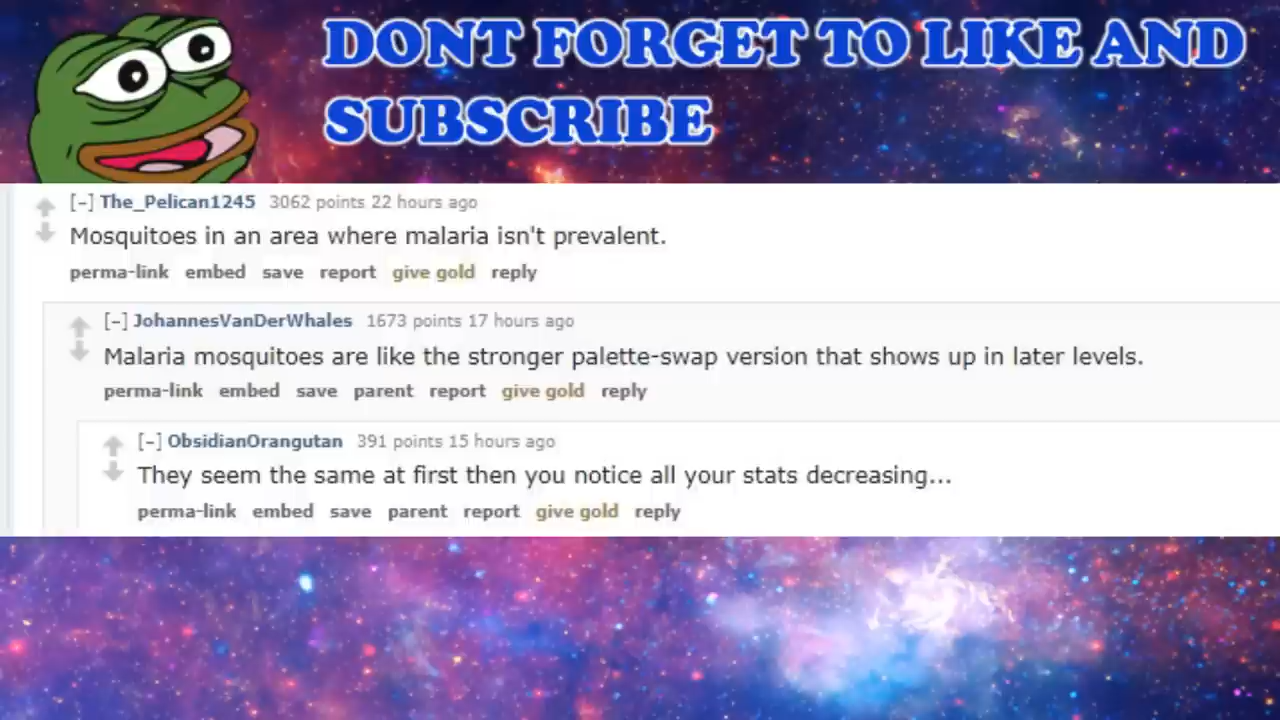 DONT FORGET TO LIKE AND
SUBSCRIBE
[–] The_Pelican1245 3062 points 22 hours ago
Mosquitoes in an area where malaria isn't prevalent.
perma-link embed save report give gold reply
[–] JohannesVanDerWhales 1673 points 17 hours ago
Malaria mosquitoes are like the stronger palette-swap version that shows up in later levels.
perma-link embed save parent report give gold reply
[–] ObsidianOrangutan 391 points 15 hours ago
They seem the same at first then you notice all your stats decreasing...
perma-link embed save parent report give gold reply